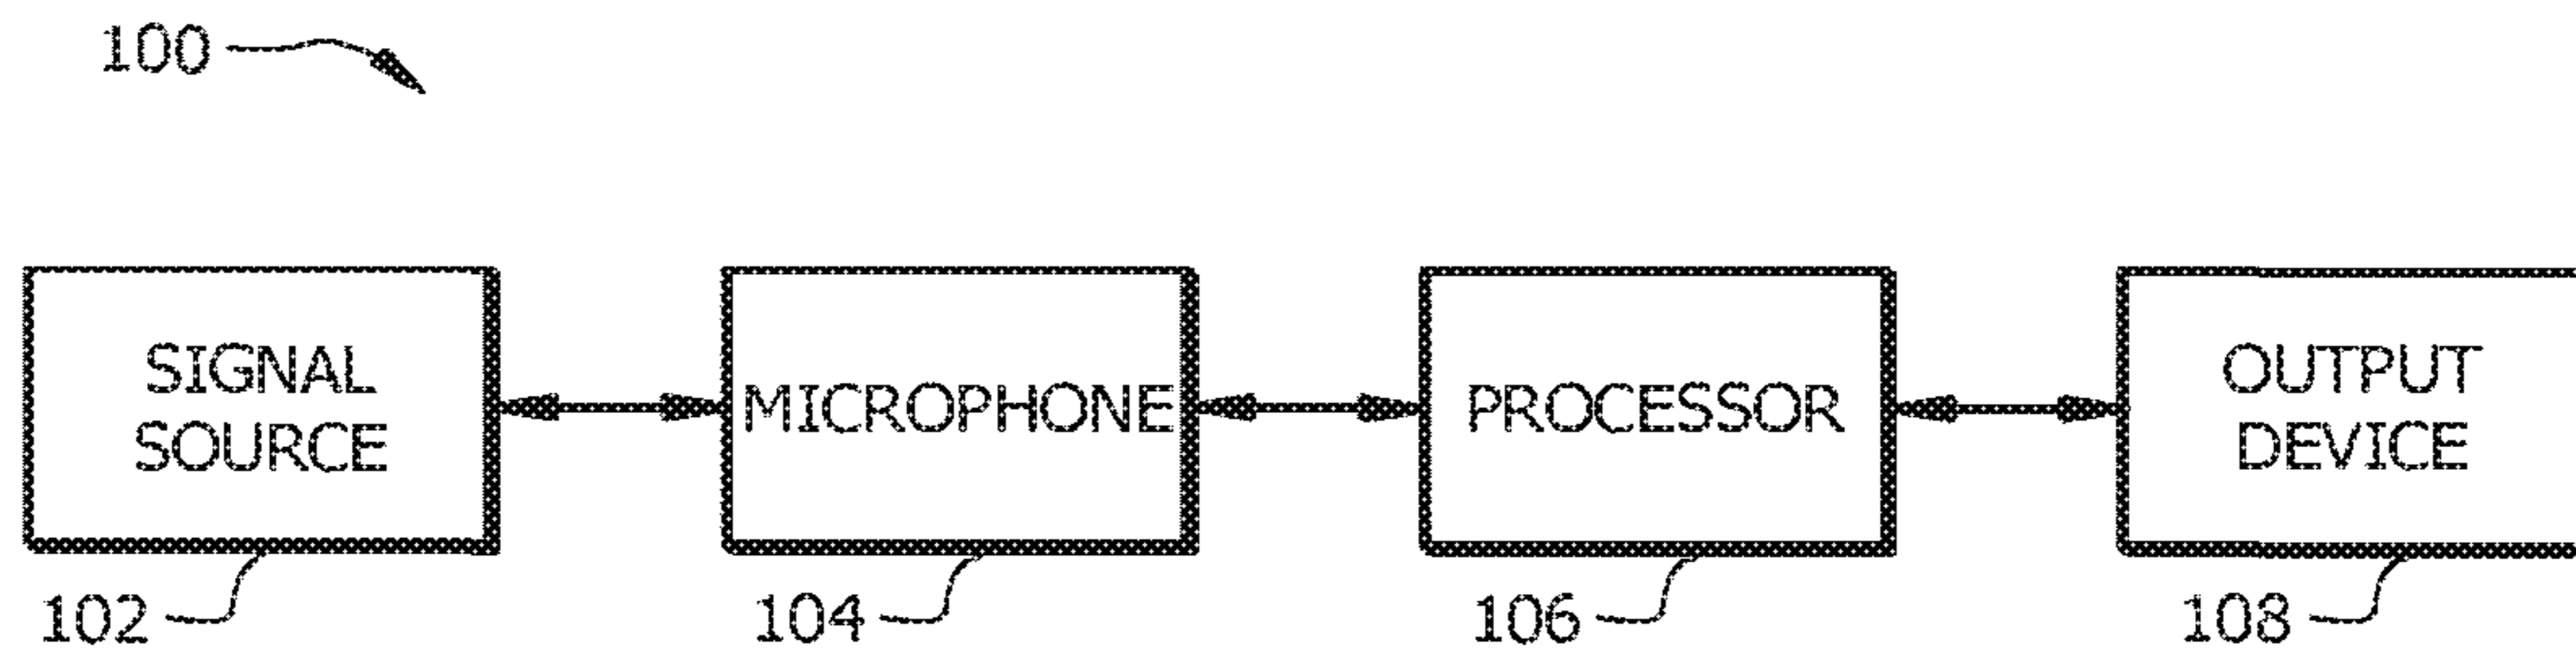 100
SIGNAL
SOURCE
MICROPHONE
PROCESSOR
OUTPUT
DEVICE
102
104
106
108